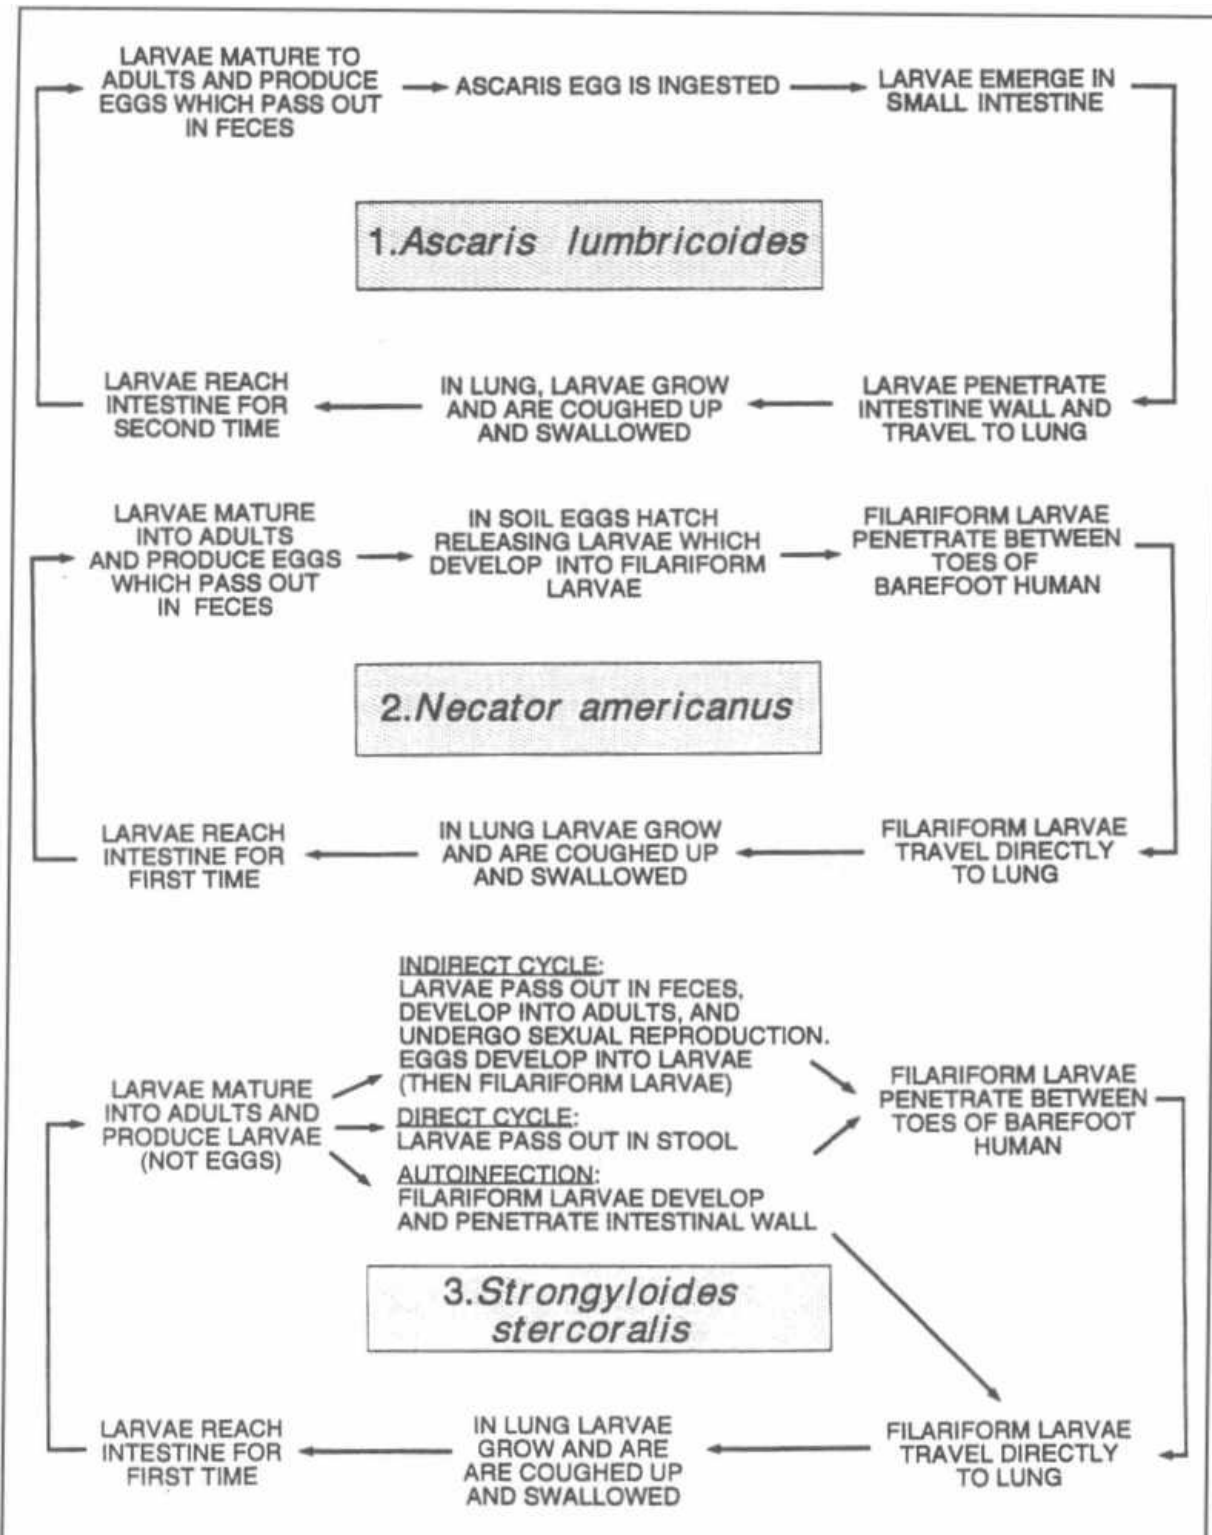 LARVAE MATURE TO
ADULTS AND PRODUCE
EGGS WHICH PASS OUT
IN FECES
ASCARIS EGG IS INGESTED
LARVAE EMERGE IN
SMALL INTESTINE
1.Ascaris lumbricoides
LARVAE REACH
INTESTINE FOR
SECOND TIME
IN LUNG, LARVAE GROW
AND ARE COUGHED UP
AND SWALLOWED
LARVAE PENETRATE
INTESTINE WALL AND
TRAVEL TO LUNG
LARVAE MATURE
INTO ADULTS
AND PRODUCE EGGS
WHICH PASS OUT
IN FECES
IN SOIL EGGS HATCH
RELEASING LARVAE WHICH
DEVELOP INTO FILARIFORM
LARVAE
FILARIFORM LARVAE
PENETRATE BETWEEN
TOES OF
BAREFOOT HUMAN
2.Necator americanus
LARVAE REACH
INTESTINE FOR
FIRST TIME
IN LUNG LARVAE GROW
AND ARE COUGHED UP
AND SWALLOWED
FILARIFORM LARVAE
TRAVEL DIRECTLY
TO LUNG
LARVAE MATURE
INTO ADULTS AND
PRODUCE LARVAE
(NOT EGGS)
INDIRECT CYCLE:
LARVAE PASS OUT IN FECES,
DEVELOP INTO ADULTS, AND
UNDERGO SEXUAL REPRODUCTION.
EGGS DEVELOP INTO LARVAE
(THEN FILARIFORM LARVAE)
DIRECT CYCLE:
LARVAE PASS OUT IN STOOL
AUTOINFECTION:
FILARIFORM LARVAE DEVELOP
AND PENETRATE INTESTINAL WALL
FILARIFORM LARVAE
PENETRATE BETWEEN
TOES OF BAREFOOT
HUMAN
3.Strongyloides
stercoralis
LARVAE REACH
INTESTINE FOR
FIRST TIME
IN LUNG LARVAE
GROW AND ARE
ARE COUGHED UP
AND SWALLOWED
FILARIFORM LARVAE
TRAVEL DIRECTLY
TO LUNG